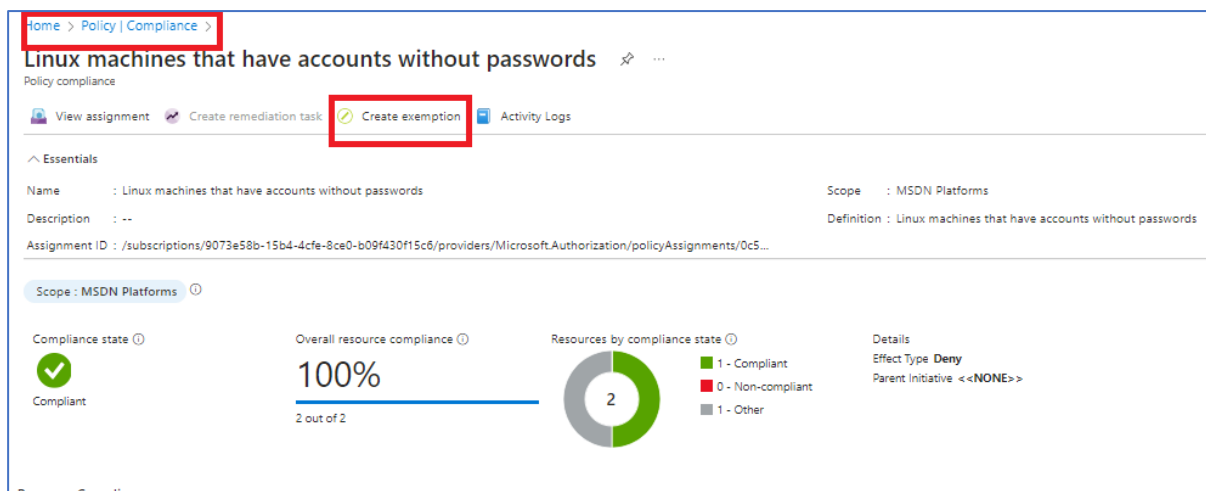 Home > Policy | Compliance >
Linux machines that have accounts without passwords ...
Policy compliance
View assignment Create remediation task Create exemption Activity Logs
Essentials
Name : Linux machines that have accounts without passwords Scope : MSDN Platforms
Description : -- Definition : Linux machines that have accounts without passwords
Assignment ID : /subscriptions/9073e58b-15b4-4cfe-8ce0-b09f430f15c6/providers/Microsoft.Authorization/policyAssignments/0c5...
Scope : MSDN Platforms
Compliance state Overall resource compliance Resources by compliance state Details
Compliant 100% 2 1 - Compliant Effect Type Deny
2 out of 2 0 - Non-compliant Parent Initiative <<NONE>>
1 - Other